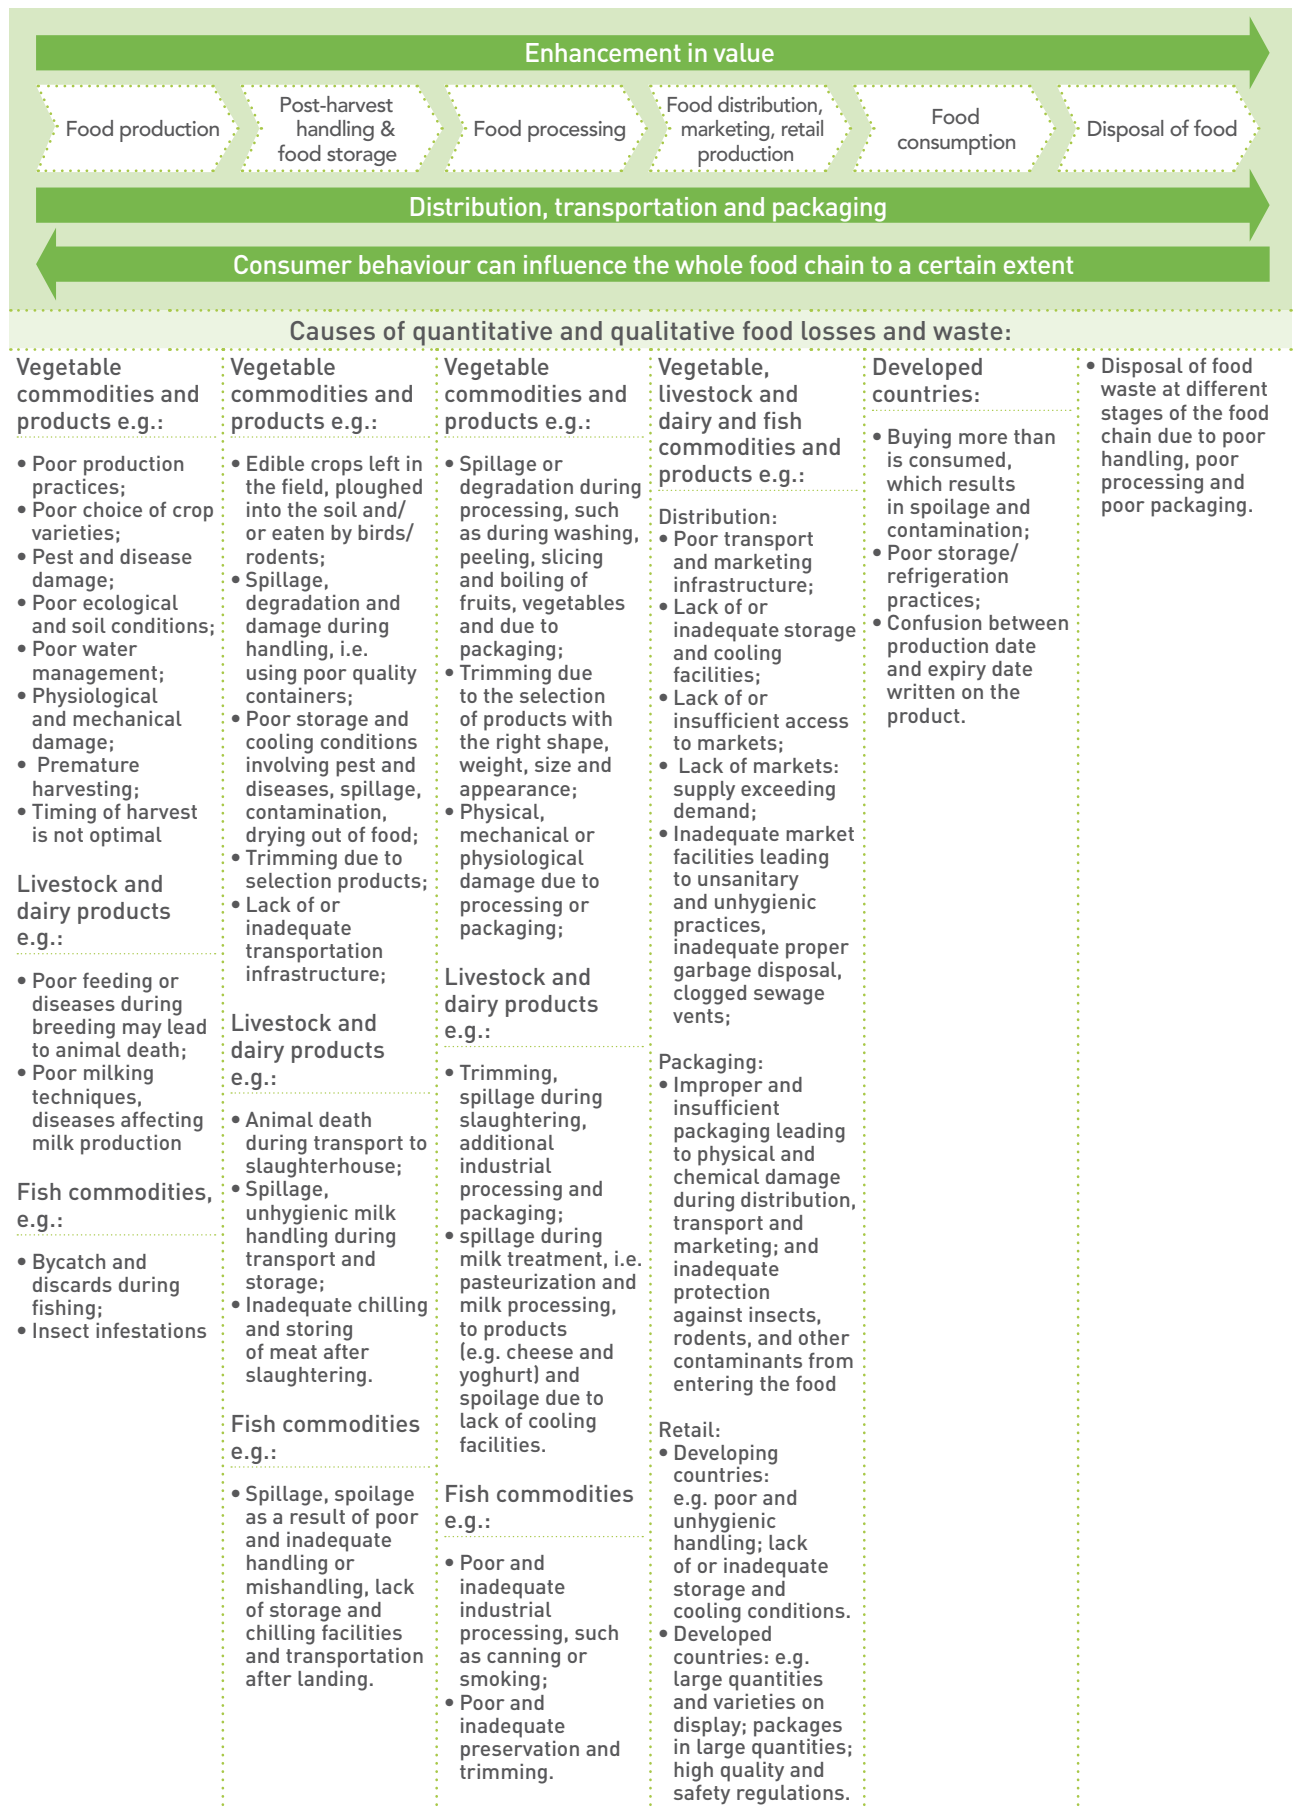 Enhancement in value
Food production
Post-harvest
handling &
food storage
Food processing
Food distribution,
marketing, retail
production
Food
consumption
Disposal of food
Distribution, transportation and packaging
Consumer behaviour can influence the whole food chain to a certain extent
Causes of quantitative and qualitative food losses and waste:
Vegetable
commodities and
products e.g.:
• Poor production
practices;
• Poor choice of crop
varieties;
• Pest and disease
damage;
• Poor ecological
and soil conditions;
• Poor water
management;
• Physiological
and mechanical
damage;
• Premature
harvesting;
• Timing of harvest
is not optimal
Livestock and
dairy products
e.g.:
• Poor feeding or
diseases during
breeding may lead
to animal death;
• Poor milking
techniques,
diseases affecting
milk production
Fish commodities,
e.g.:
• Bycatch and
discards during
fishing;
• Insect infestations
Vegetable
commodities and
products e.g.:
• Edible crops left in
the field, ploughed
into the soil and/
or eaten by birds/
rodents;
• Spillage,
degradation and
damage during
handling, i.e.
using poor quality
containers;
• Poor storage and
cooling conditions
involving pest and
diseases, spillage,
contamination,
drying out of food;
• Trimming due to
selection products;
• Lack of or
inadequate
transportation
infrastructure;
Livestock and
dairy products
e.g.:
• Animal death
during transport to
slaughterhouse;
• Spillage,
unhygienic milk
handling during
transport and
storage;
• Inadequate chilling
and storing
of meat after
slaughtering.
Fish commodities
e.g.:
• Spillage, spoilage
as a result of poor
and inadequate
handling or
mishandling, lack
of storage and
chilling facilities
and transportation
after landing.
Vegetable
commodities and
products e.g.:
• Spillage or
degradation during
processing, such
as during washing,
peeling, slicing
and boiling of
fruits, vegetables
and due to
packaging;
• Trimming due
to the selection
of products with
the right shape,
weight, size and
appearance;
• Physical,
mechanical or
physiological
damage due to
processing or
packaging;
Livestock and
dairy products
e.g.:
• Trimming,
spillage during
slaughtering,
additional
industrial
processing and
packaging;
• spillage during
milk treatment, i.e.
pasteurization and
milk processing,
to products
(e.g. cheese and
yoghurt) and
spoilage due to
lack of cooling
facilities.
Fish commodities
e.g.:
• Poor and
inadequate
industrial
processing, such
as canning or
smoking;
• Poor and
inadequate
preservation and
trimming.
Vegetable,
livestock and
dairy and fish
commodities and
products e.g.:
Distribution:
• Poor transport
and marketing
infrastructure;
• Lack of or
inadequate storage
and cooling
facilities;
• Lack of or
insufficient access
to markets;
• Lack of markets:
supply exceeding
demand;
• Inadequate market
facilities leading
to unsanitary
and unhygienic
practices,
inadequate proper
garbage disposal,
clogged sewage
vents;
Packaging:
• Improper and
insufficient
packaging leading
to physical and
chemical damage
during distribution,
transport and
marketing; and
inadequate
protection
against insects,
rodents, and other
contaminants from
entering the food
Retail:
• Developing
countries:
e.g. poor and
unhygienic
handling; lack
of or inadequate
storage and
cooling conditions.
• Developed
countries: e.g.
large quantities
and varieties on
display; packages
in large quantities;
high quality and
safety regulations.
Developed
countries:
• Buying more than
is consumed,
which results
in spoilage and
contamination;
• Poor storage/
refrigeration
practices;
• Confusion between
production date
and expiry date
written on the
product.
• Disposal of food
waste at different
stages of the food
chain due to poor
handling, poor
processing and
poor packaging.